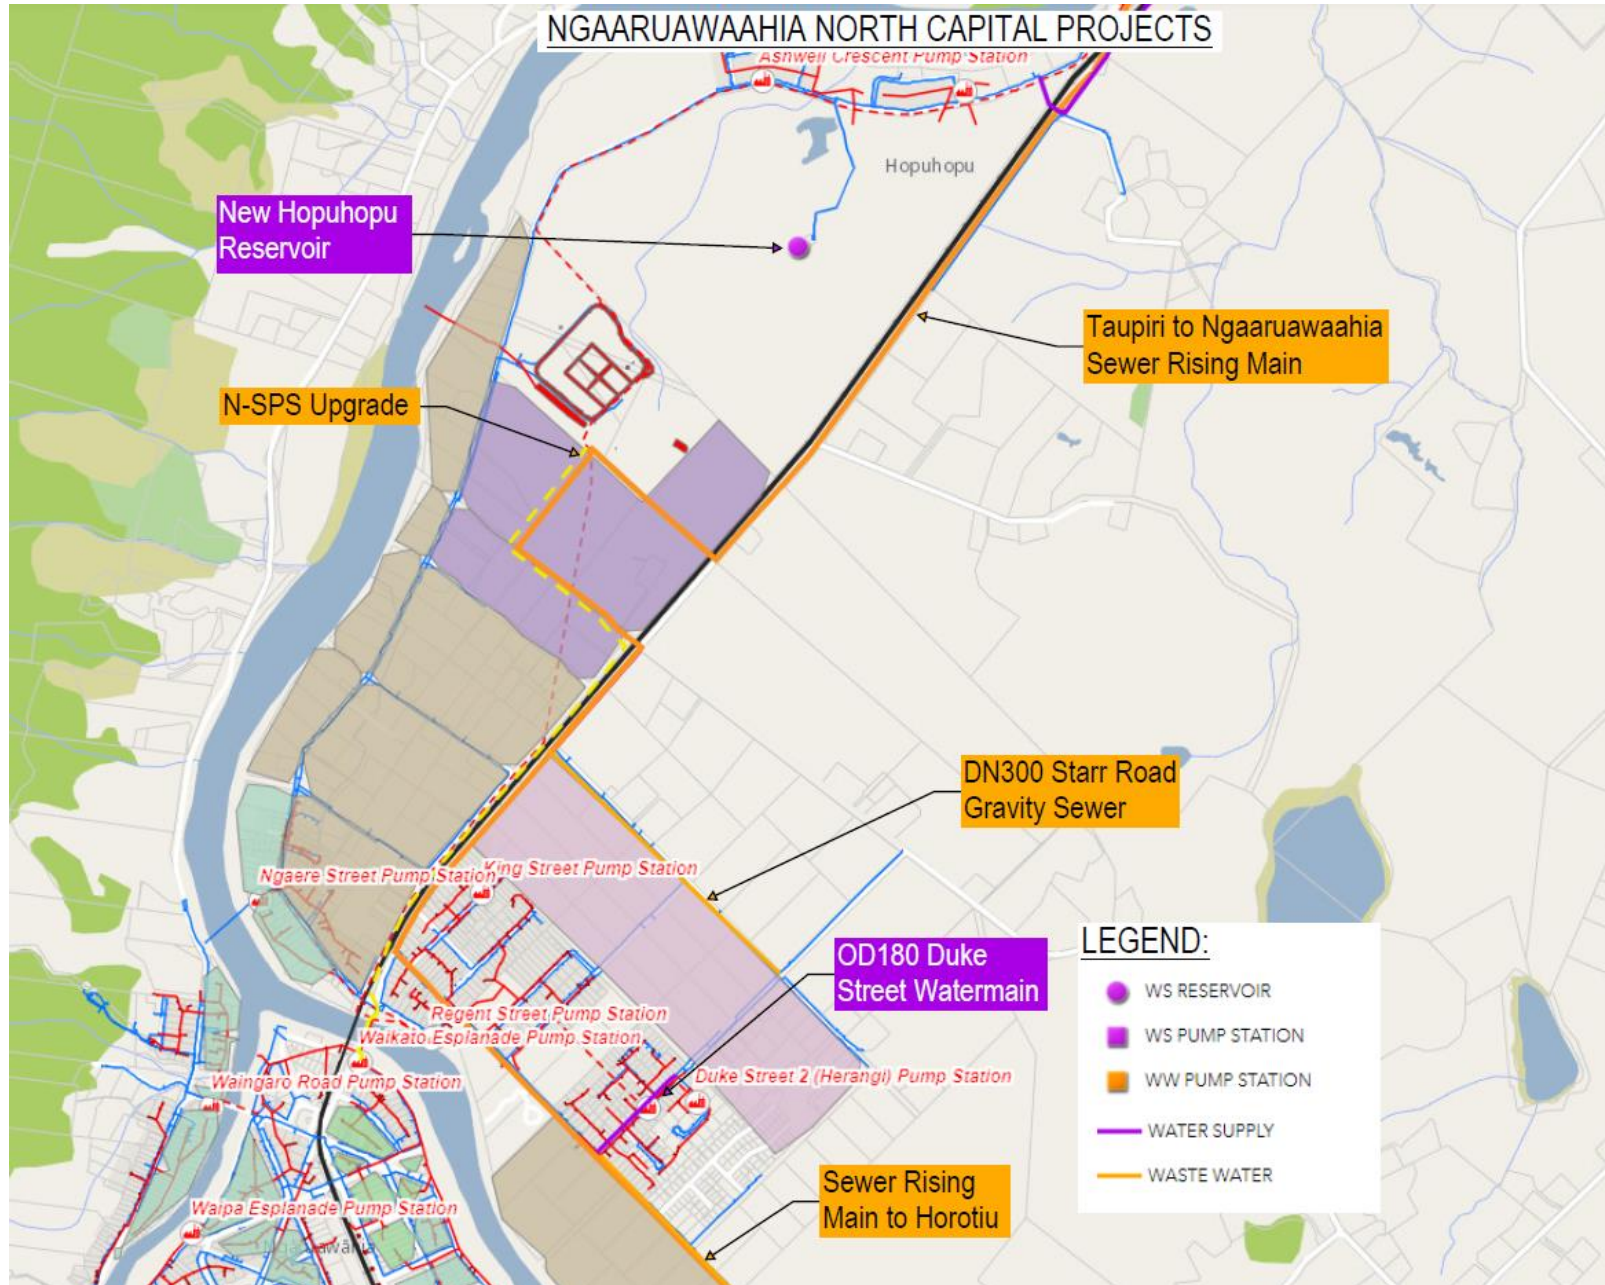 NGAARUAWAAHIA NORTH CAPITAL PROJECTS
Ashwell Crescent Pump Station
Hopuhopu
New Hopuhopu
Reservoir
Taupiri to Ngaaruawaahia
Sewer Rising Main
N-SPS Upgrade
DN300 Starr Road
Gravity Sewer
King Street Pump Station
Ngaere Street Pump Station
OD180 Duke
Street Watermain
LEGEND:
WS RESERVOIR
WS PUMP STATION
WW PUMP STATION
WATER SUPPLY
WASTE WATER
Regent Street Pump Station
Waikato Esplanade Pump Station
Waingaro Road Pump Station
Duke Street 2 (Herangi) Pump Station
Sewer Rising
Main to Horotiu
Waipa Esplanade Pump Station